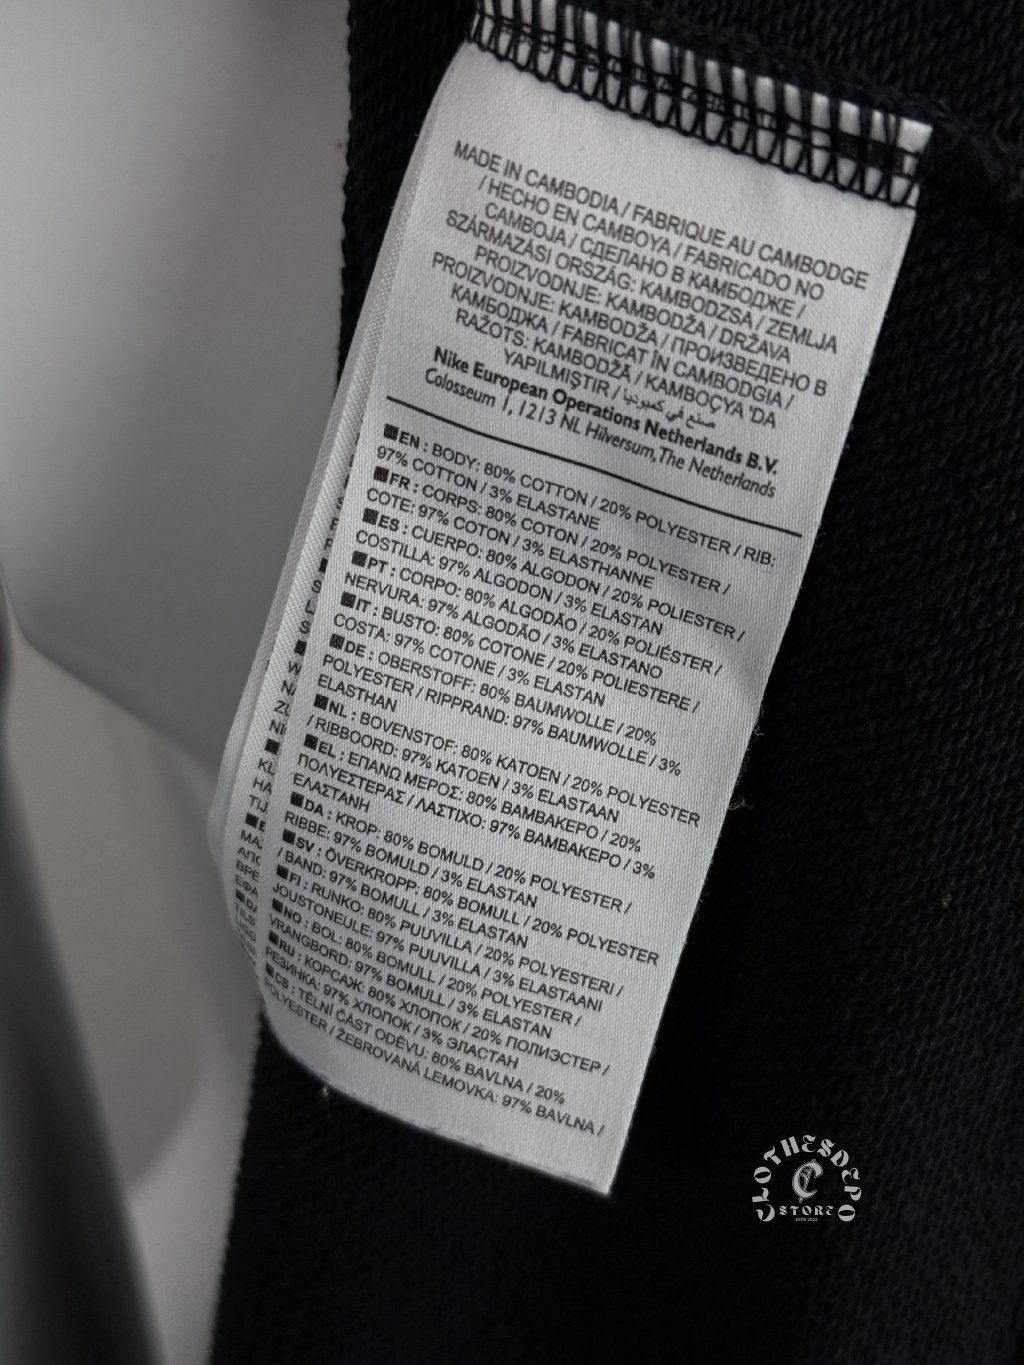 MADE IN CAMBODIA / FABRIQUE AU CAMBODGE
/ HECHO EN CAMBOYA / FABRICADO NO
CAMBOJA / СДЕЛАНО В КАМБОДЖЕ /
SZÁRMAZÁSI ORSZÁG: KAMBODZSA / ZEMLJA
PROIZVODNJE: KAMBODŽA / DRŽAVA
PROIZVODNJE: KAMBODŽA / ПРОИЗВЕДЕНО В
КАМБОДЖА / FABRICAT ÎN CAMBODGIA /
RAŽOTS: KAMBODŽĀ / KAMBOÇYA 'DA
YAPILMIŞTIR / صنع في كمبوديا
Nike European Operations Netherlands B.V.
Colosseum 1, 1213 NL Hilversum, The Netherlands
EN : BODY: 80% COTTON / 20% POLYESTER / RIB:
97% COTTON / 3% ELASTANE
FR : CORPS: 80% COTON / 20% POLYESTER /
COTE: 97% COTON / 3% ELASTHANNE
ES : CUERPO: 80% ALGODON / 20% POLIESTER /
COSTILLA: 97% ALGODON / 3% ELASTAN
PT : CORPO: 80% ALGODÃO / 20% POLIÉSTER /
NERVURA: 97% ALGODÃO / 3% ELASTANO
IT : BUSTO: 80% COTONE / 20% POLIESTERE /
COSTA: 97% COTONE / 3% ELASTAN
DE : OBERSTOFF: 80% BAUMWOLLE / 20%
POLYESTER / RIPPRAND: 97% BAUMWOLLE / 3%
ELASTHAN
NL : BOVENSTOF: 80% KATOEN / 20% POLYESTER
/ RIBBOORD: 97% KATOEN / 3% ELASTAAN
EL : ΕΠΑΝΩ ΜΕΡΟΣ: 80% ΒΑΜΒΑΚΕΡΟ / 20%
ΠΟΛΥΕΣΤΕΡΑΣ / ΛΑΣΤΙΧΟ: 97% ΒΑΜΒΑΚΕΡΟ / 3%
ΕΛΑΣΤΑΝΗ
DA : KROP: 80% BOMULD / 20% POLYESTER /
RIBBE: 97% BOMULD / 3% ELASTAN
SV : ÖVERKROPP: 80% BOMULL / 20% POLYESTER
/ BAND: 97% BOMULL / 3% ELASTAN
FI : RUNKO: 80% PUUVILLA / 20% POLYESTERI /
JOUSTONEULE: 97% PUUVILLA / 3% ELASTAANI
NO : BOL: 80% BOMULL / 20% POLYESTER /
VRANGBORD: 97% BOMULL / 3% ELASTAN
RU : КОРСАЖ: 80% ХЛОПОК / 20% ПОЛИЭСТЕР /
РЕЗИНКА: 97% ХЛОПОК / 3% ЭЛАСТАН
CS : TĚLNÍ ČÁST ODĚVU: 80% BAVLNA / 20%
POLYESTER / ŽEBROVANÁ LEMOVKA: 97% BAVLNA /
CLOTHESDEPO
STORE
ESTD 2022